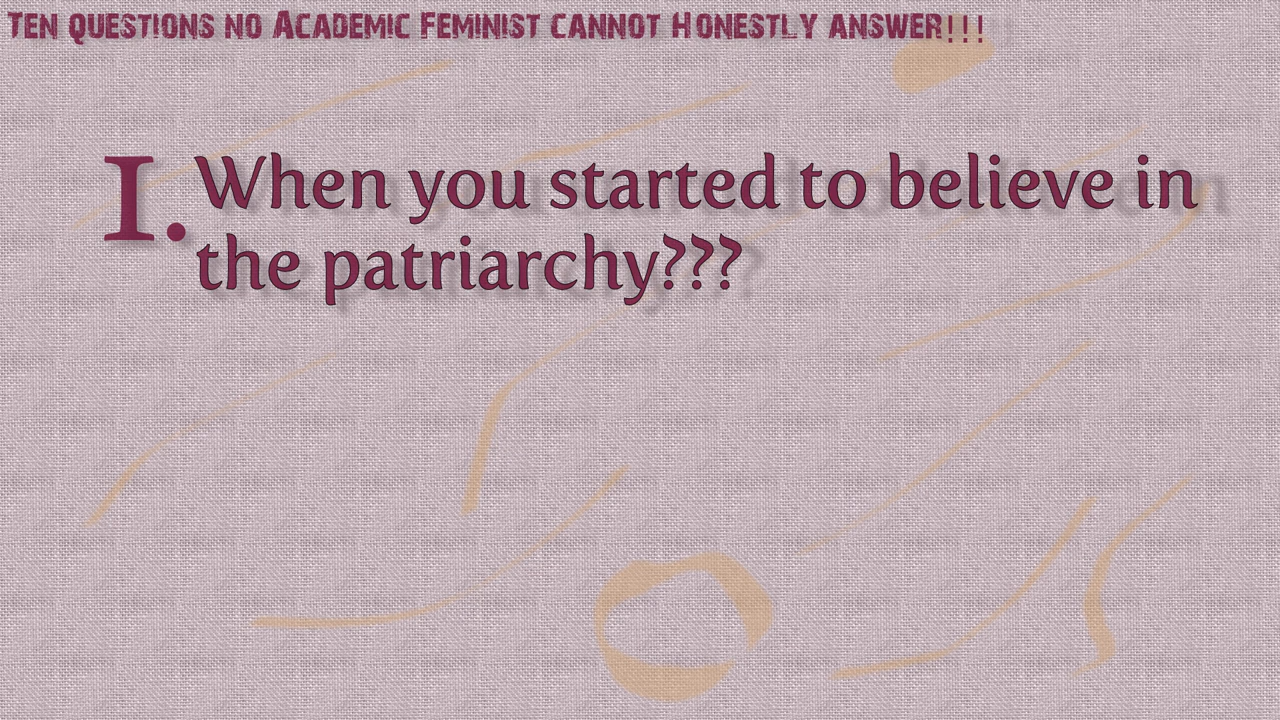 Ten questions no Academic Feminist cannot Honestly answer!!!
I. When you started to believe in
the patriarchy???